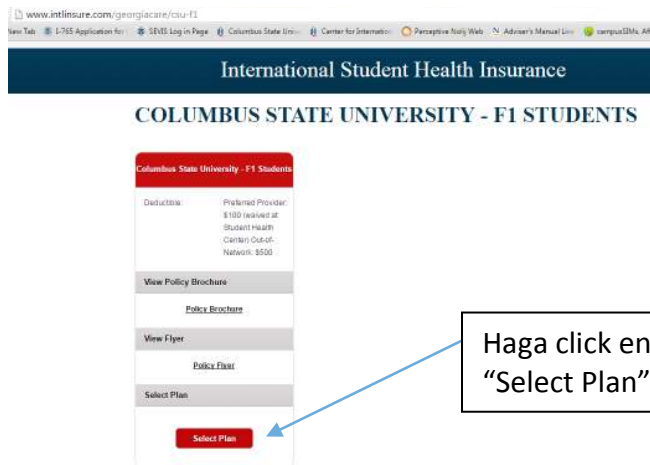 www.intlinsure.com/georgiacare/csu-f1
New Tab I-765 Application for SEVIS Log in Page Columbus State Univ Center for Internation Perceptive Nolij Web Adviser's Manual Liv campusSIMs, Aff
International Student Health Insurance
COLUMBUS STATE UNIVERSITY - F1 STUDENTS
Columbus State University - F1 Students
Deductible: Preferred Provider:
$100 (waived at
Student Health
Center) Out-of-
Network: $500
View Policy Brochure
Policy Brochure
View Flyer
Policy Flyer
Select Plan
Select Plan
Haga click en
“Select Plan”